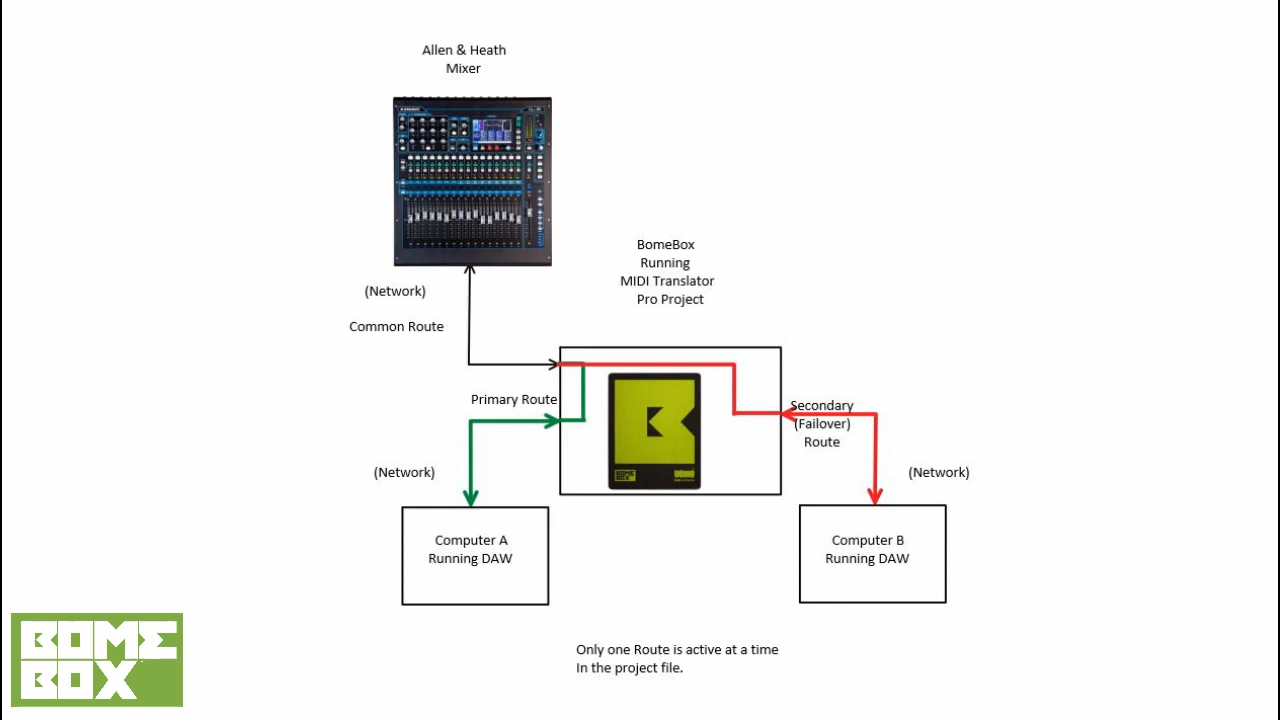 Allen & Heath
Mixer
BomeBox
Running
MIDI Translator
Pro Project
(Network)
Common Route
Primary Route
Secondary
(Failover)
Route
(Network)
(Network)
BOME
BOX
Computer A
Running DAW
Computer B
Running DAW
BOME
BOX
Only one Route is active at a time
In the project file.